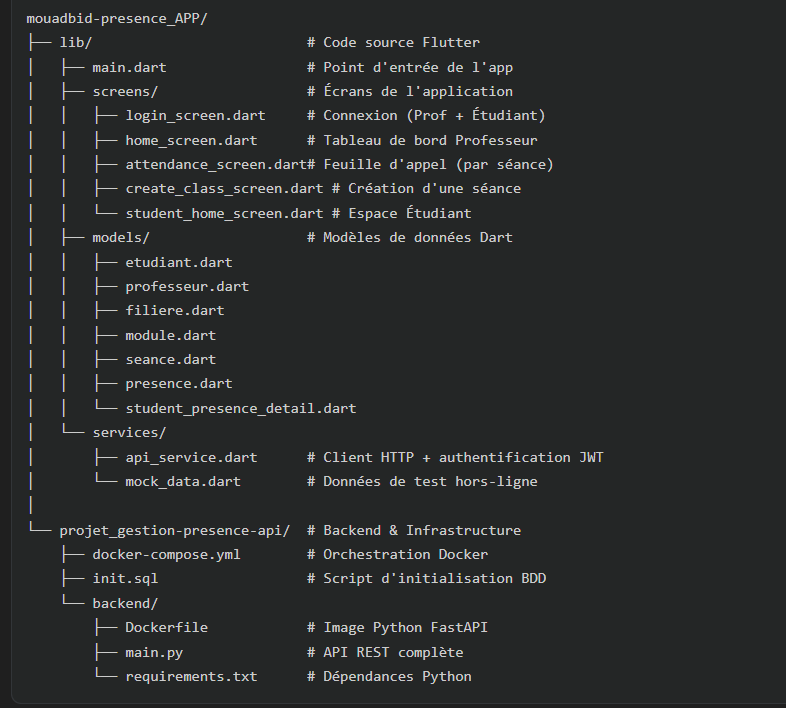 mouadbid-presence_APP/
├── lib/                          # Code source Flutter
│   ├── main.dart                 # Point d'entrée de l'app
│   ├── screens/                  # Écrans de l'application
│   │   ├── login_screen.dart     # Connexion (Prof + Étudiant)
│   │   ├── home_screen.dart      # Tableau de bord Professeur
│   │   ├── attendance_screen.dart# Feuille d'appel (par séance)
│   │   ├── create_class_screen.dart # Création d'une séance
│   │   └── student_home_screen.dart # Espace Étudiant
│   ├── models/                   # Modèles de données Dart
│   │   ├── etudiant.dart
│   │   ├── professeur.dart
│   │   ├── filiere.dart
│   │   ├── module.dart
│   │   ├── seance.dart
│   │   ├── presence.dart
│   │   └── student_presence_detail.dart
│   └── services/
│       ├── api_service.dart      # Client HTTP + authentification JWT
│       └── mock_data.dart        # Données de test hors-ligne
│
└── projet_gestion-presence-api/  # Backend & Infrastructure
    ├── docker-compose.yml        # Orchestration Docker
    ├── init.sql                  # Script d'initialisation BDD
    └── backend/
        ├── Dockerfile            # Image Python FastAPI
        ├── main.py               # API REST complète
        └── requirements.txt      # Dépendances Python